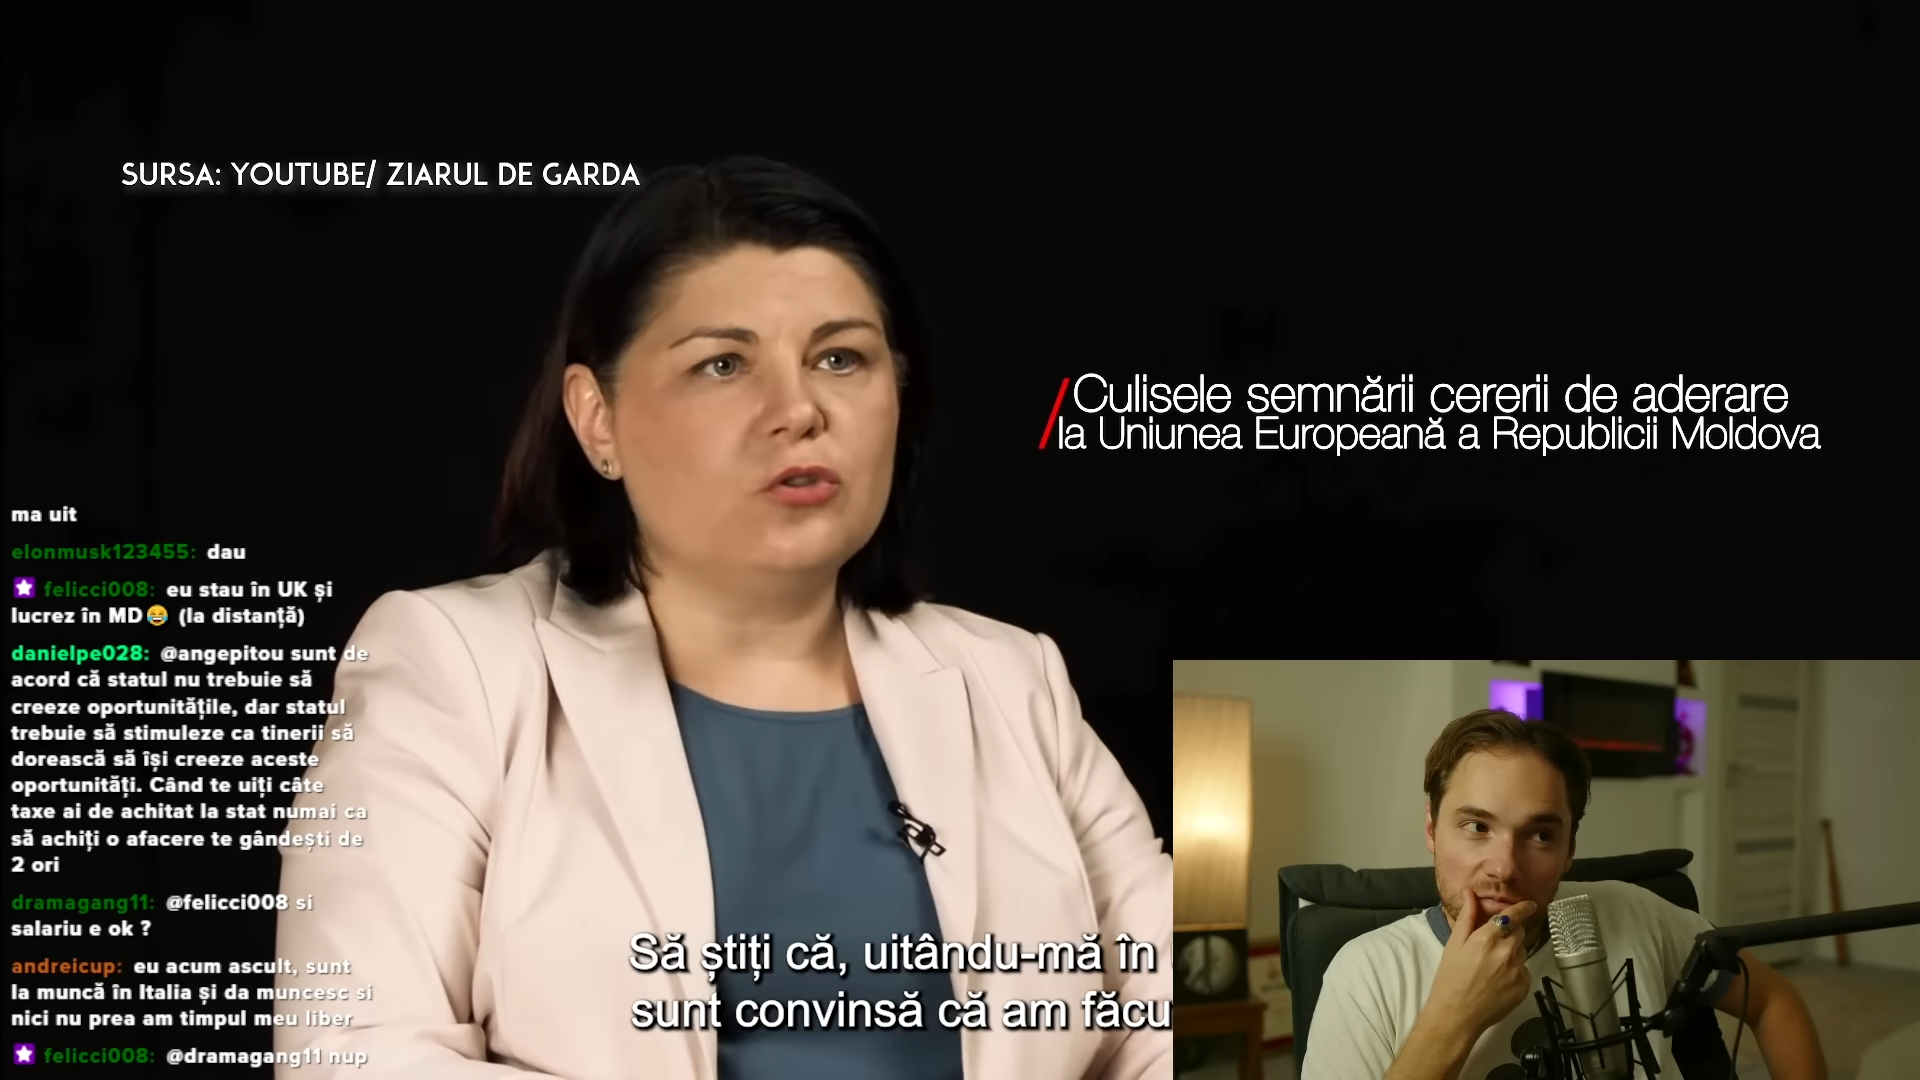 SURSA: YOUTUBE/ ZIARUL DE GARDA
Culisele semnării cererii de aderare
la Uniunea Europeană a Republicii Moldova
ma uit
elonmusk123455: dau
felicci008: eu stau în UK și
lucrez în MD😂 (la distanță)
danielpe028: @angepitou sunt de
acord că statul nu trebuie să
creeze oportunitățile, dar statul
trebuie să stimuleze ca tinerii să
dorească să își creeze aceste
oportunități. Când te uiți câte
taxe ai de achitat la stat numai ca
să achiți o afacere te gândești de
2 ori
dramagang11: @felicci008 si
salariu e ok ?
andreicup: eu acum ascult, sunt
la muncă în Italia și da muncesc si
nici nu prea am timpul meu liber
felicci008: @dramagang11 nup
Să știți că, uitându-mă în
sunt convinsă că am făcu